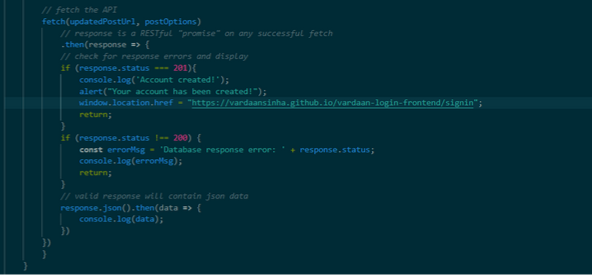 // fetch the API
fetch(updatedPostUrl, postOptions)
// response is a RESTful "promise" on any successful fetch
.then(response => {
// check for response errors and display
if (response.status === 201){
console.log('Account created!');
alert("Your account has been created!");
window.location.href = "https://vardaansinha.github.io/vardaan-login-frontend/signin";
return;
}
if (response.status !== 200) {
const errorMsg = 'Database response error: ' + response.status;
console.log(errorMsg);
return;
}
// valid response will contain json data
response.json().then(data => {
console.log(data);
})
})
}
}